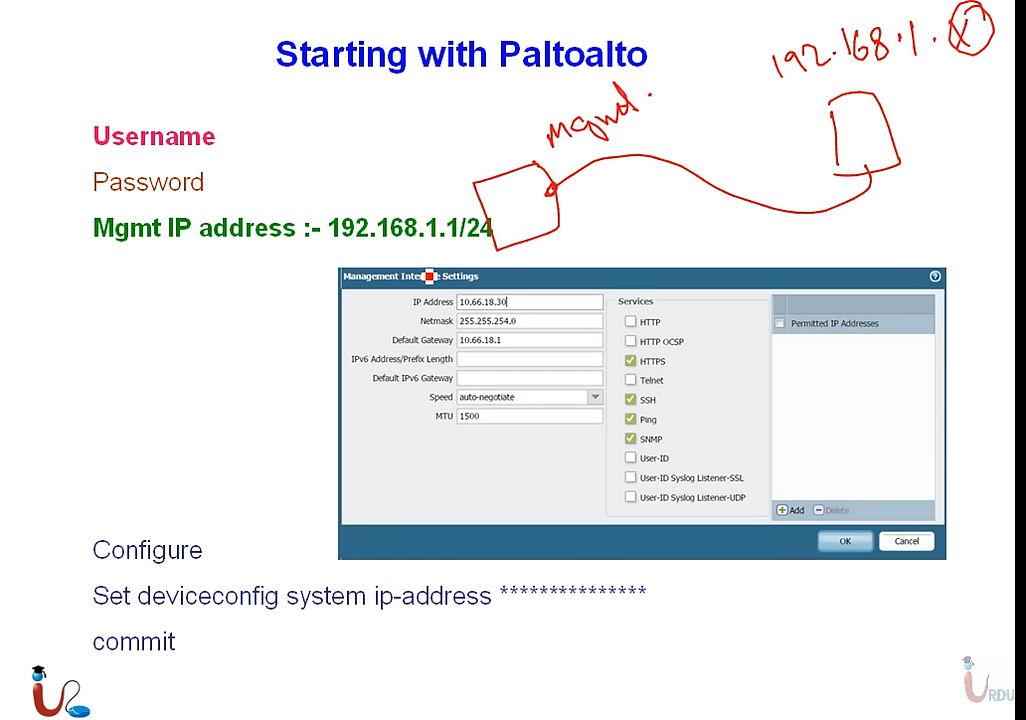 Starting with Paltoalto
192.168.1.X
Mgmt.
Username
Password
Mgmt IP address :- 192.168.1.1/24
Management Inte e Settings
IP Address 10.66.18.30
Netmask 255.255.254.0
Default Gateway 10.66.18.1
IPv6 Address/Prefix Length
Default IPv6 Gateway
Speed auto-negotiate
MTU 1500
Services
HTTP
HTTP OCSP
HTTPS
Telnet
SSH
Ping
SNMP
User-ID
User-ID Syslog Listener-SSL
User-ID Syslog Listener-UDP
Permitted IP Addresses
Add Delete
OK Cancel
Configure
Set deviceconfig system ip-address ***************
commit
URDU